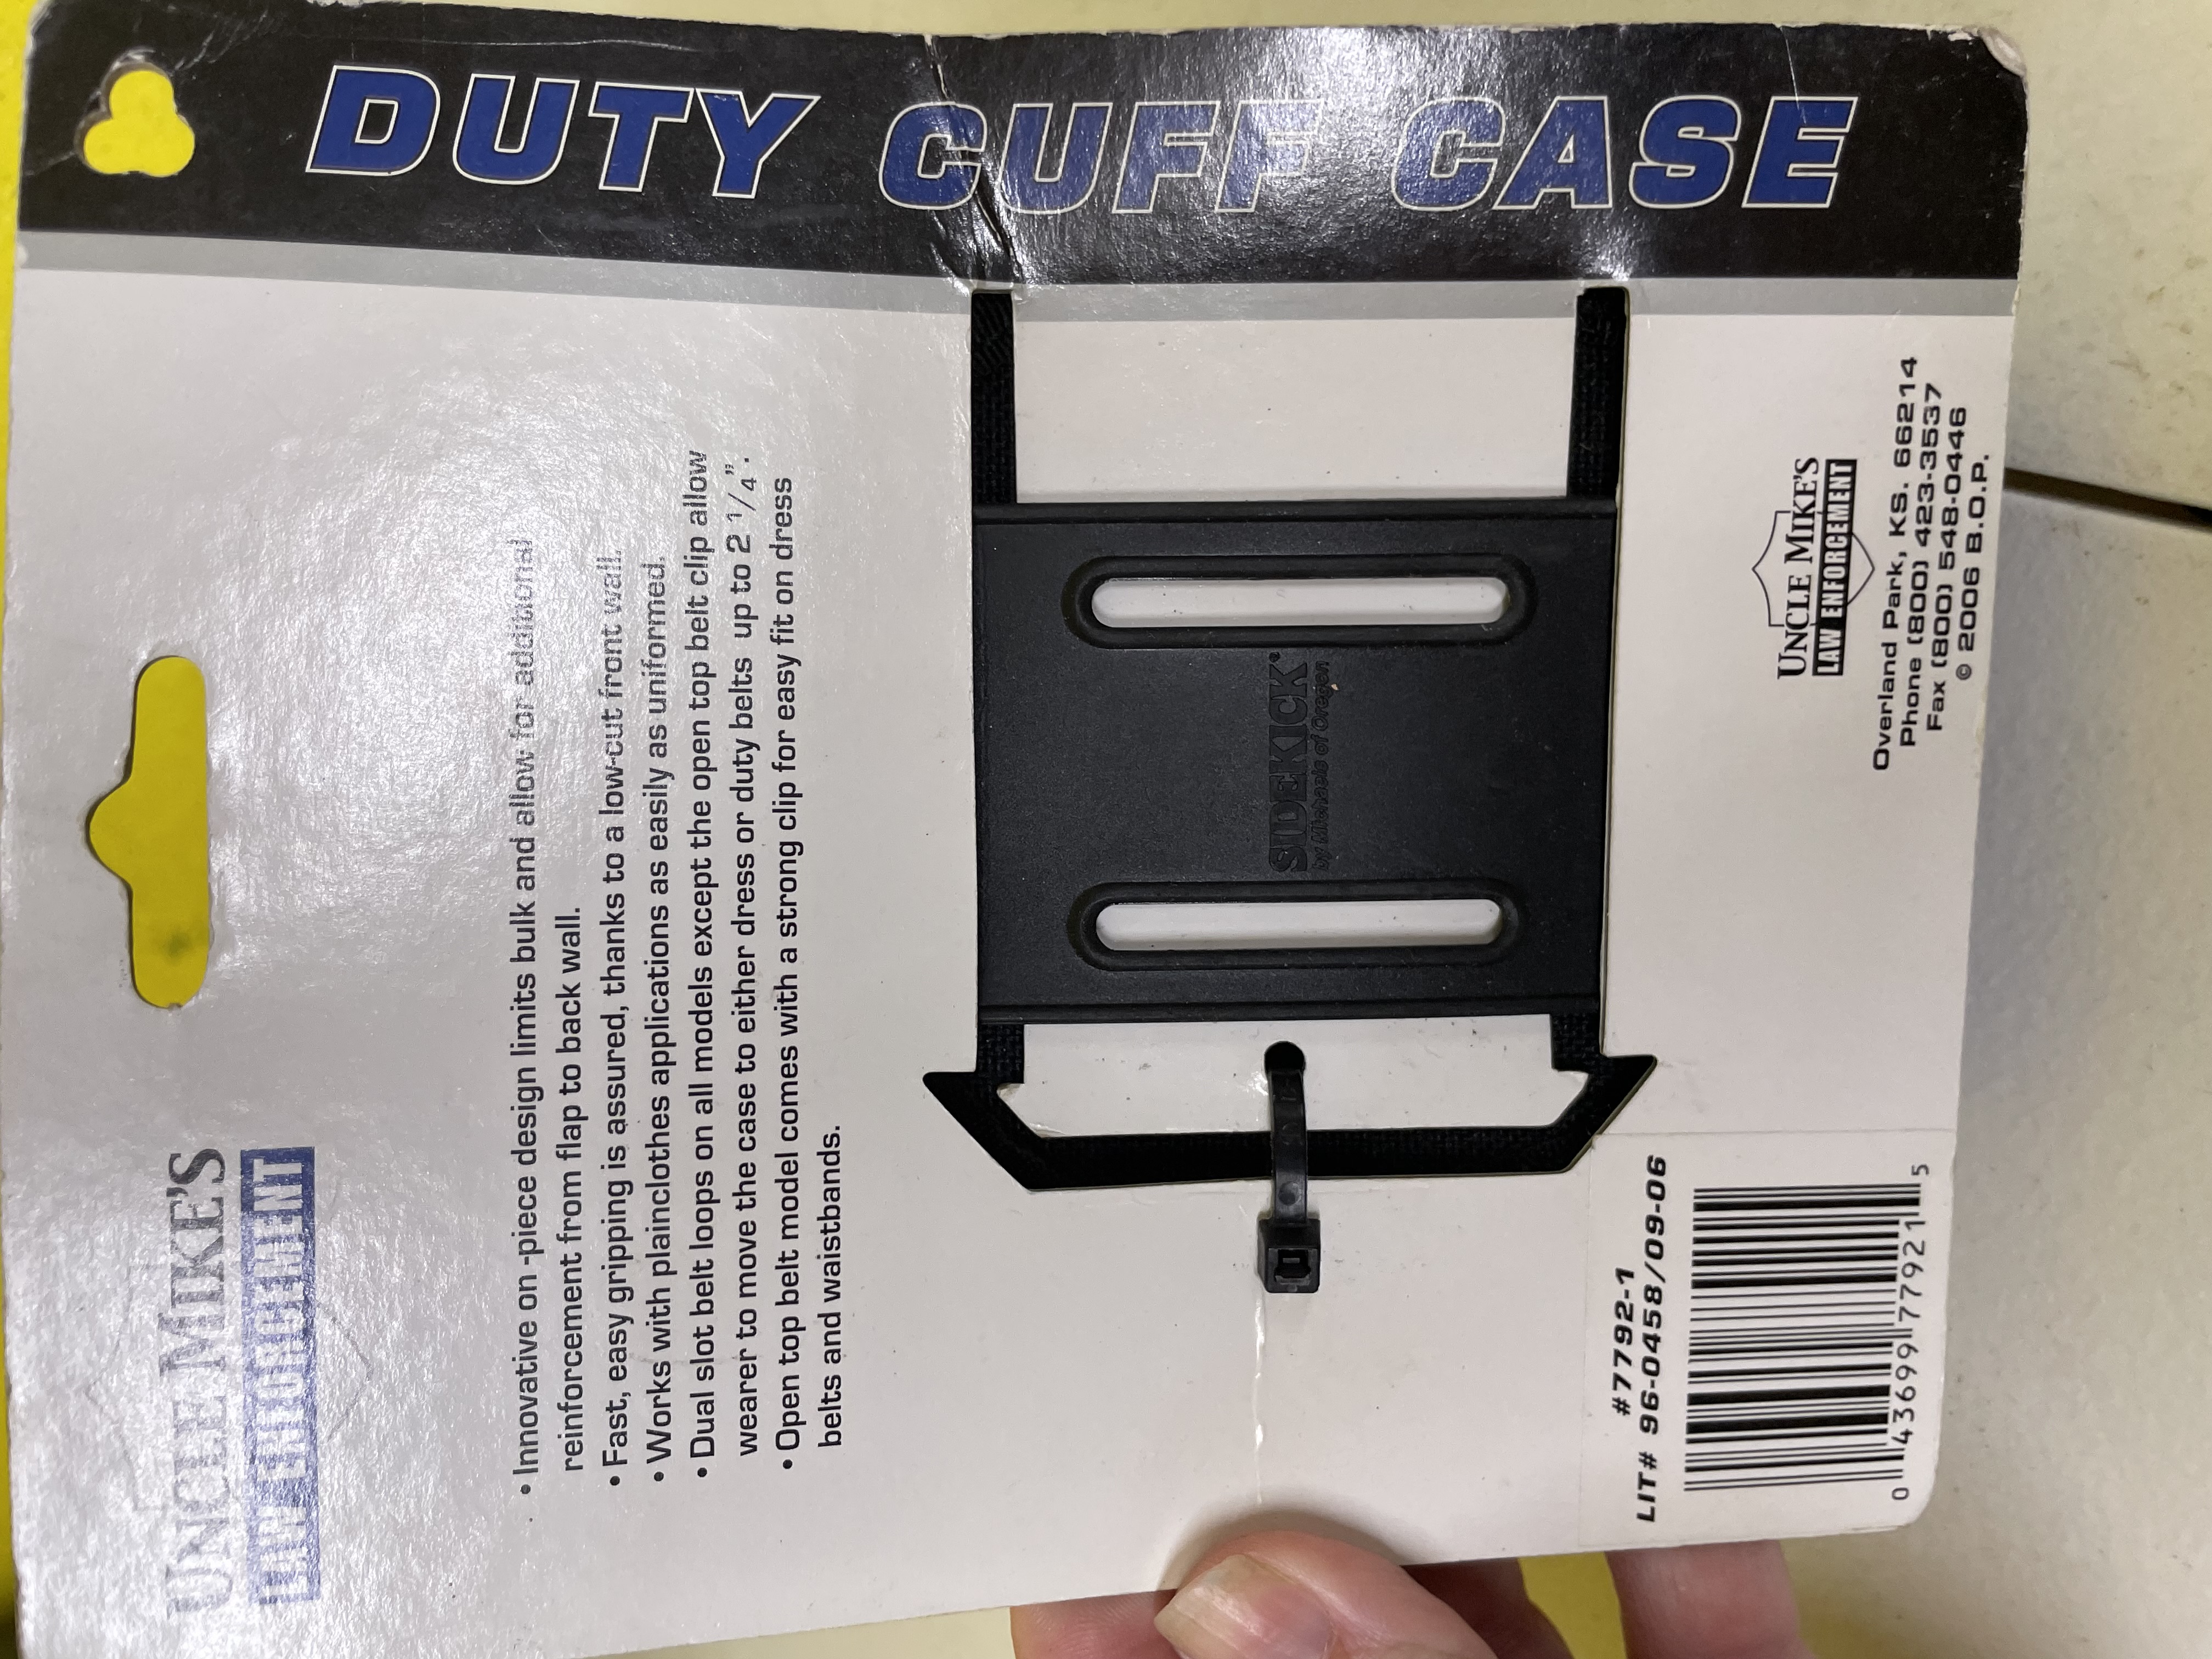 DUTY CUFF CASE
UNCLE MIKE'S
LAW ENFORCEMENT
• Innovative on-piece design limits bulk and allow for additional
reinforcement from flap to back wall.
• Fast, easy gripping is assured, thanks to a low-cut front wall.
• Works with plainclothes applications as easily as uniformed.
• Dual slot belt loops on all models except the open top belt clip allow
wearer to move the case to either dress or duty belts up to 2 1/4".
• Open top belt model comes with a strong clip for easy fit on dress
belts and waistbands.
SIDEKICK®
by Michaels of Oregon
#7792-1
LIT# 96-0458/09-06
0 43699 77921 5
UNCLE MIKE'S
LAW ENFORCEMENT
Overland Park, KS. 66214
Phone (800) 423-3537
Fax (800) 548-0446
© 2006 B.O.P.